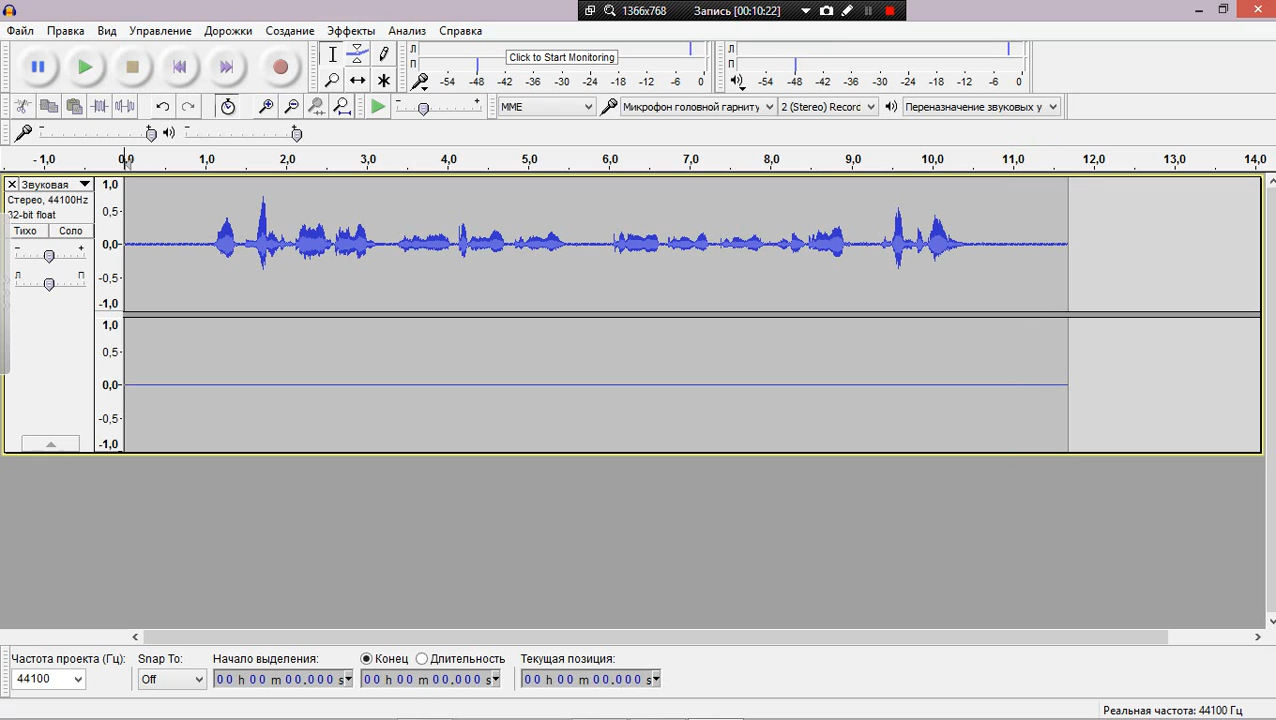 1366x768 Запись [00:10:22]
Файл Правка Вид Управление Дорожки Создание Эффекты Анализ Справка
Л
П
Click to Start Monitoring
-54 -48 -42 -36 -30 -24 -18 -12 -6 0
Л
П
-54 -48 -42 -36 -30 -24 -18 -12 -6 0
MME Микрофон головной гарнит 2 (Stereo) Record Переназначение звуковых у
- 1,0 0,0 1,0 2,0 3,0 4,0 5,0 6,0 7,0 8,0 9,0 10,0 11,0 12,0 13,0 14,0
Звуковая
Стерео, 44100Hz
32-bit float
Тихо Соло
- +
Л П
1,0
0,5
0,0
-0,5
-1,0
1,0
0,5
0,0
-0,5
-1,0
Частота проекта (Гц): Snap To: Начало выделения: Конец Длительность Текущая позиция:
44100 Off 00 h 00 m 00.000 s 00 h 00 m 00.000 s 00 h 00 m 00.000 s
Реальная частота: 44100 Гц